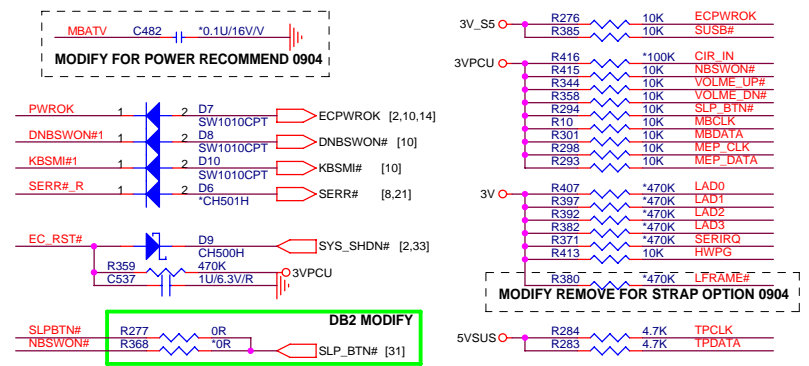 MBATV C482 *0.1U/16V/V
MODIFY FOR POWER RECOMMEND 0904
PWROK 1 2 D7 SW1010CPT ECPWROK [2,10,14]
DNBSWON#1 1 2 D8 SW1010CPT DNBSWON# [10]
KBSMI#1 1 2 D10 SW1010CPT KBSMI# [10]
SERR#_R 1 2 D6 *CH501H SERR# [8,21]
EC_RST# D9 CH500H SYS_SHDN# [2,33]
R359 470K 3VPCU
C537 1U/6.3V/R
DB2 MODIFY
SLPBTN# R277 0R
NBSWON# R368 *0R SLP_BTN# [31]
3V_S5 R276 10K ECPWROK
R385 10K SUSB#
3VPCU R416 *100K CIR_IN
R415 10K NBSWON#
R344 10K VOLME_UP#
R358 10K VOLME_DN#
R294 10K SLP_BTN#
R10 10K MBCLK
R301 10K MBDATA
R298 10K MEP_CLK
R293 10K MEP_DATA
3V R407 *470K LAD0
R397 *470K LAD1
R392 *470K LAD2
R382 *470K LAD3
R371 *470K SERIRQ
R413 10K HWPG
R380 *470K LFRAME#
MODIFY REMOVE FOR STRAP OPTION 0904
5VSUS R284 4.7K TPCLK
R283 4.7K TPDATA